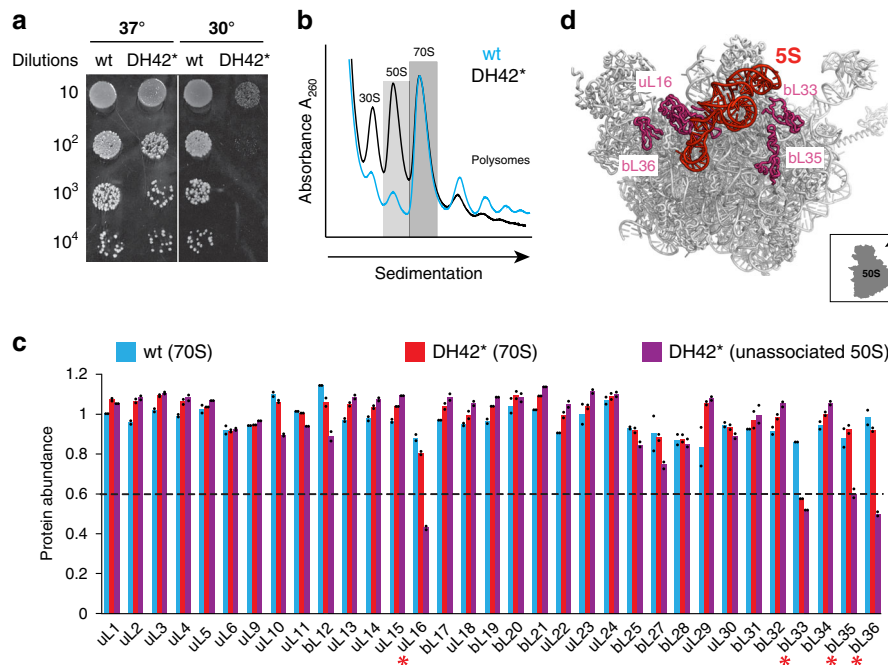 a
37°
30°
Dilutions
wt
DH42*
wt
DH42*
10
10²
10³
10⁴
b
wt
DH42*
70S
50S
30S
Polysomes
Absorbance A₂₆₀
Sedimentation
d
5S
uL16
bL33
bL36
bL35
50S
c
wt (70S)
DH42* (70S)
DH42* (unassociated 50S)
Protein abundance
1.2
1
0.8
0.6
0.4
0.2
0
uL1
uL2
uL3
uL4
uL5
uL6
uL9
uL10
uL11
bL12
uL13
uL14
uL15
uL16
bL17
uL18
bL19
bL20
bL21
uL22
uL23
uL24
bL25
bL27
bL28
uL29
uL30
bL31
bL32
bL33
bL34
bL35
bL36
* * * *